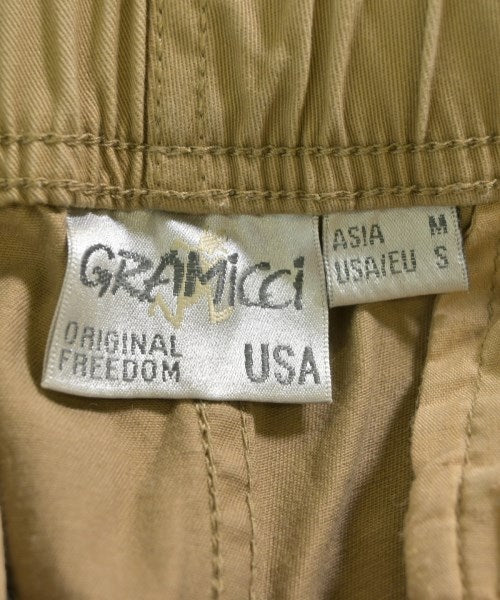 GRAMiCCi
ORIGINAL
FREEDOM
USA
ASIA M
USA/EU S